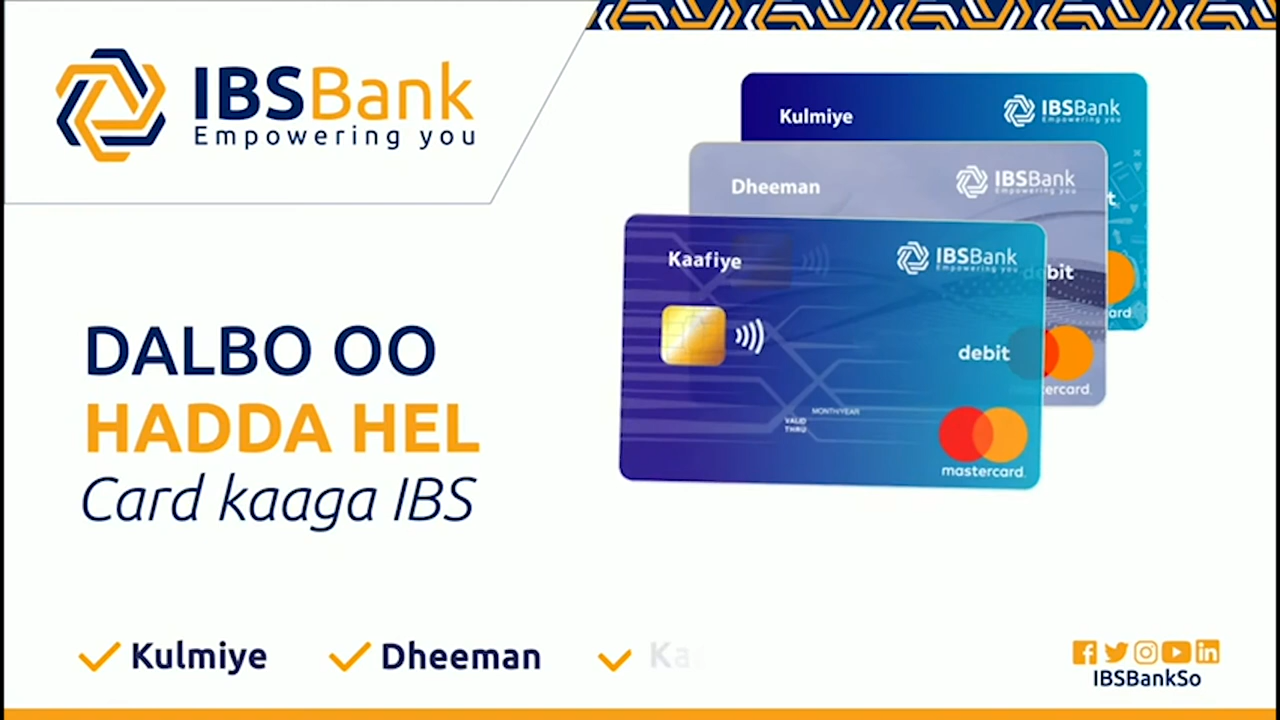 IBSBank
Empowering you
Kulmiye
IBSBank
Empowering you
Dheeman
IBSBank
Empowering you
debit
mastercard.
Kaafiye
IBSBank
Empowering you
debit
MONTH/YEAR
VALID
THRU
mastercard.
DALBO OO
HADDA HEL
Card kaaga IBS
Kulmiye
Dheeman
IBSBankSo